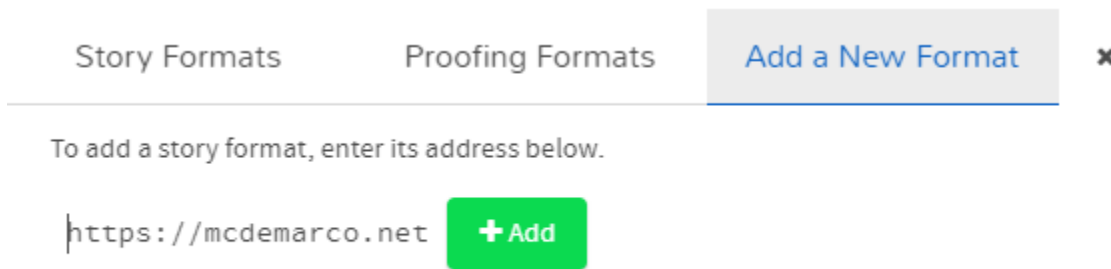 Story Formats Proofing Formats Add a New Format ×
To add a story format, enter its address below.
https://mcdemarco.net +Add